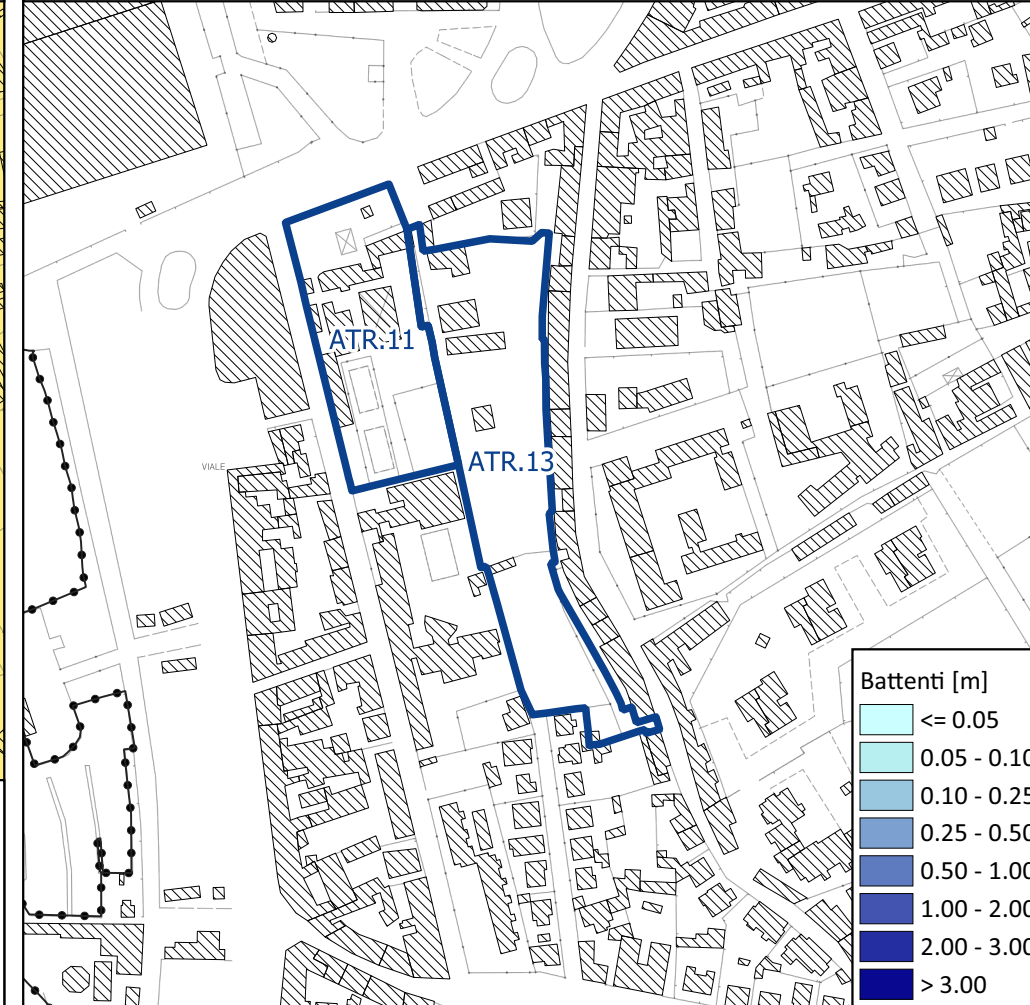 ATR.11
ATR.13
VIALE
Battenti [m]
<= 0.05
0.05 - 0.10
0.10 - 0.25
0.25 - 0.50
0.50 - 1.00
1.00 - 2.00
2.00 - 3.00
> 3.00